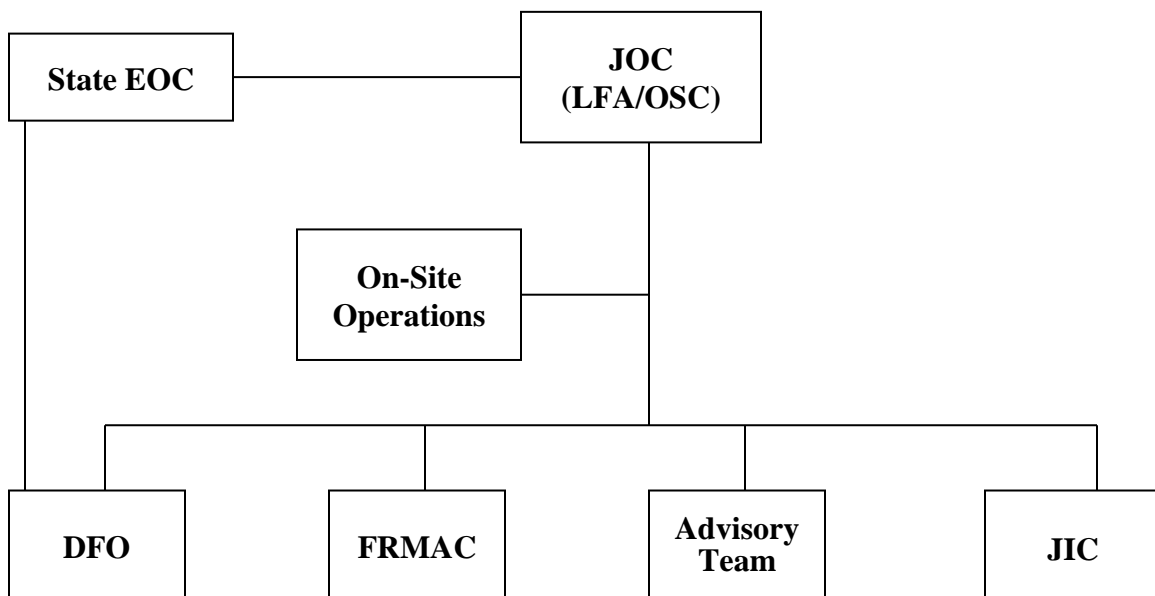 State EOC
JOC
(LFA/OSC)
On-Site
Operations
DFO
FRMAC
Advisory
Team
JIC